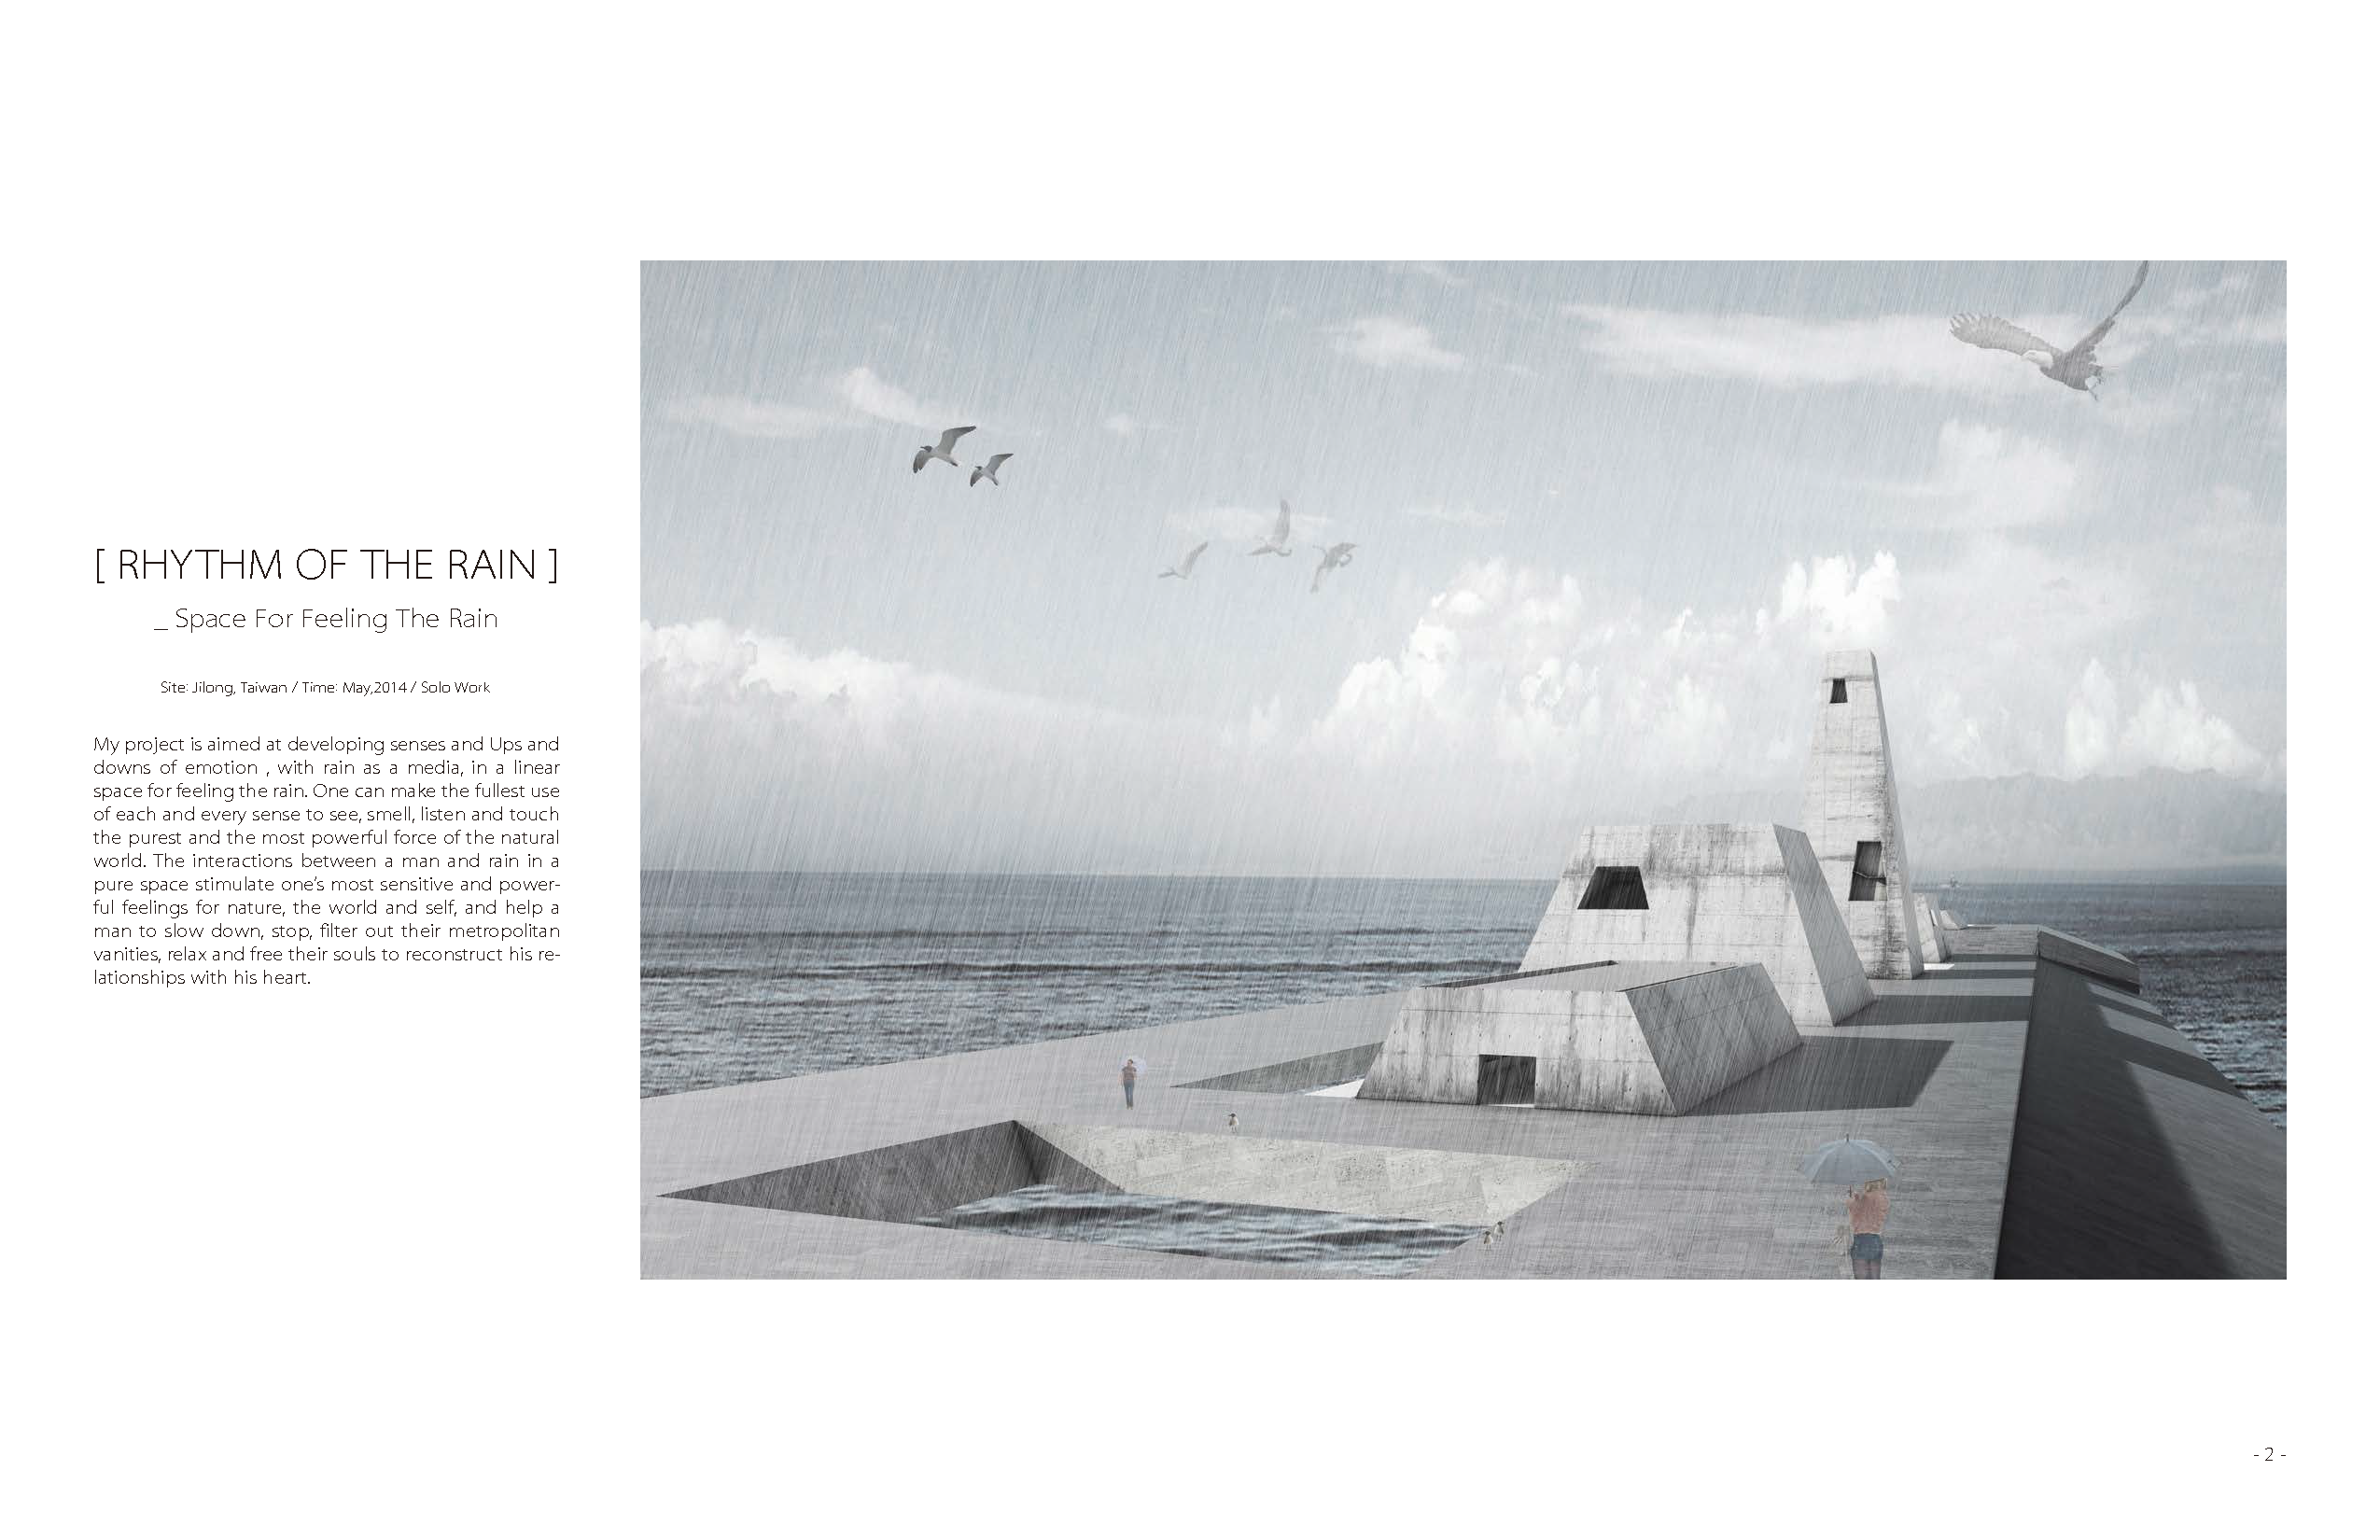 [ RHYTHM OF THE RAIN ]
_ Space For Feeling The Rain
Site: Jilong, Taiwan / Time: May,2014 / Solo Work
My project is aimed at developing senses and Ups and
downs of emotion , with rain as a media, in a linear
space for feeling the rain. One can make the fullest use
of each and every sense to see, smell, listen and touch
the purest and the most powerful force of the natural
world. The interactions between a man and rain in a
pure space stimulate one's most sensitive and power-
ful feelings for nature, the world and self, and help a
man to slow down, stop, filter out their metropolitan
vanities, relax and free their souls to reconstruct his re-
lationships with his heart.
- 2 -